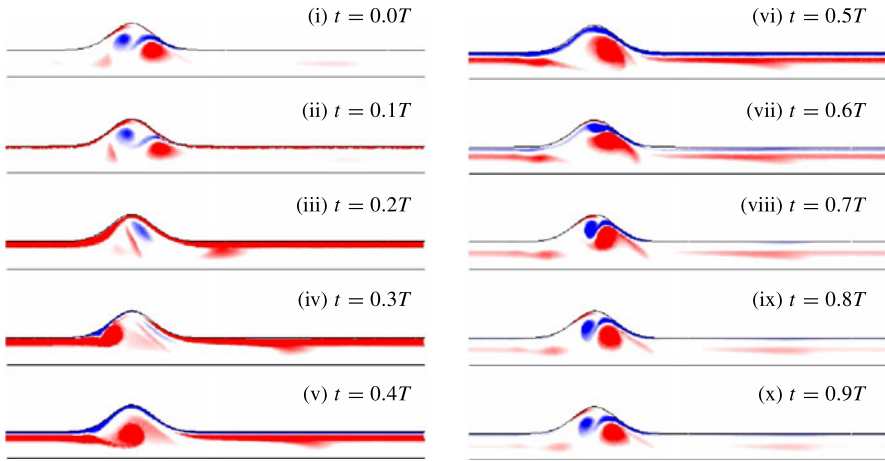 (i) t = 0.0T
(ii) t = 0.1T
(iii) t = 0.2T
(iv) t = 0.3T
(v) t = 0.4T
(vi) t = 0.5T
(vii) t = 0.6T
(viii) t = 0.7T
(ix) t = 0.8T
(x) t = 0.9T